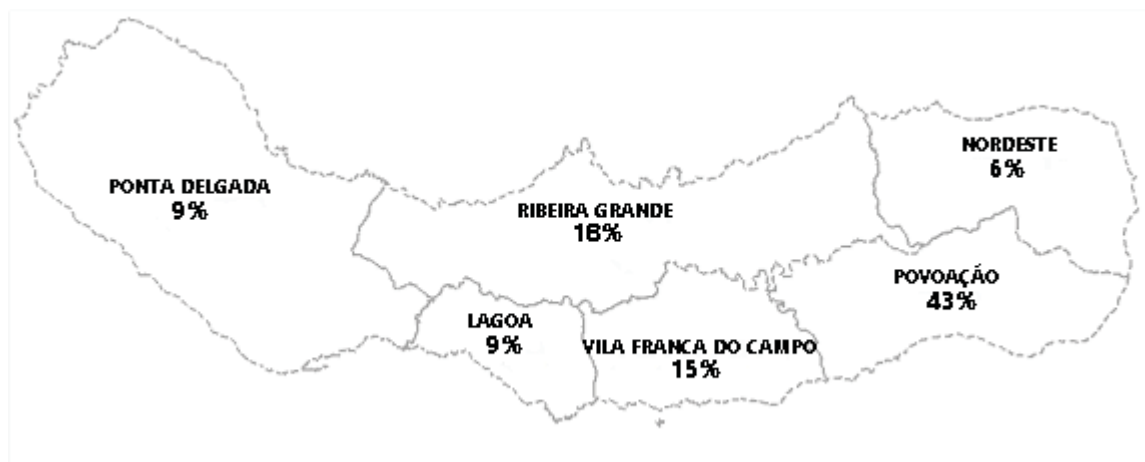 NORDESTE
6%
PONTA DELGADA
9%
RIBEIRA GRANDE
18%
POVOAÇÃO
43%
LAGOA
9%
VILA FRANCA DO CAMPO
15%